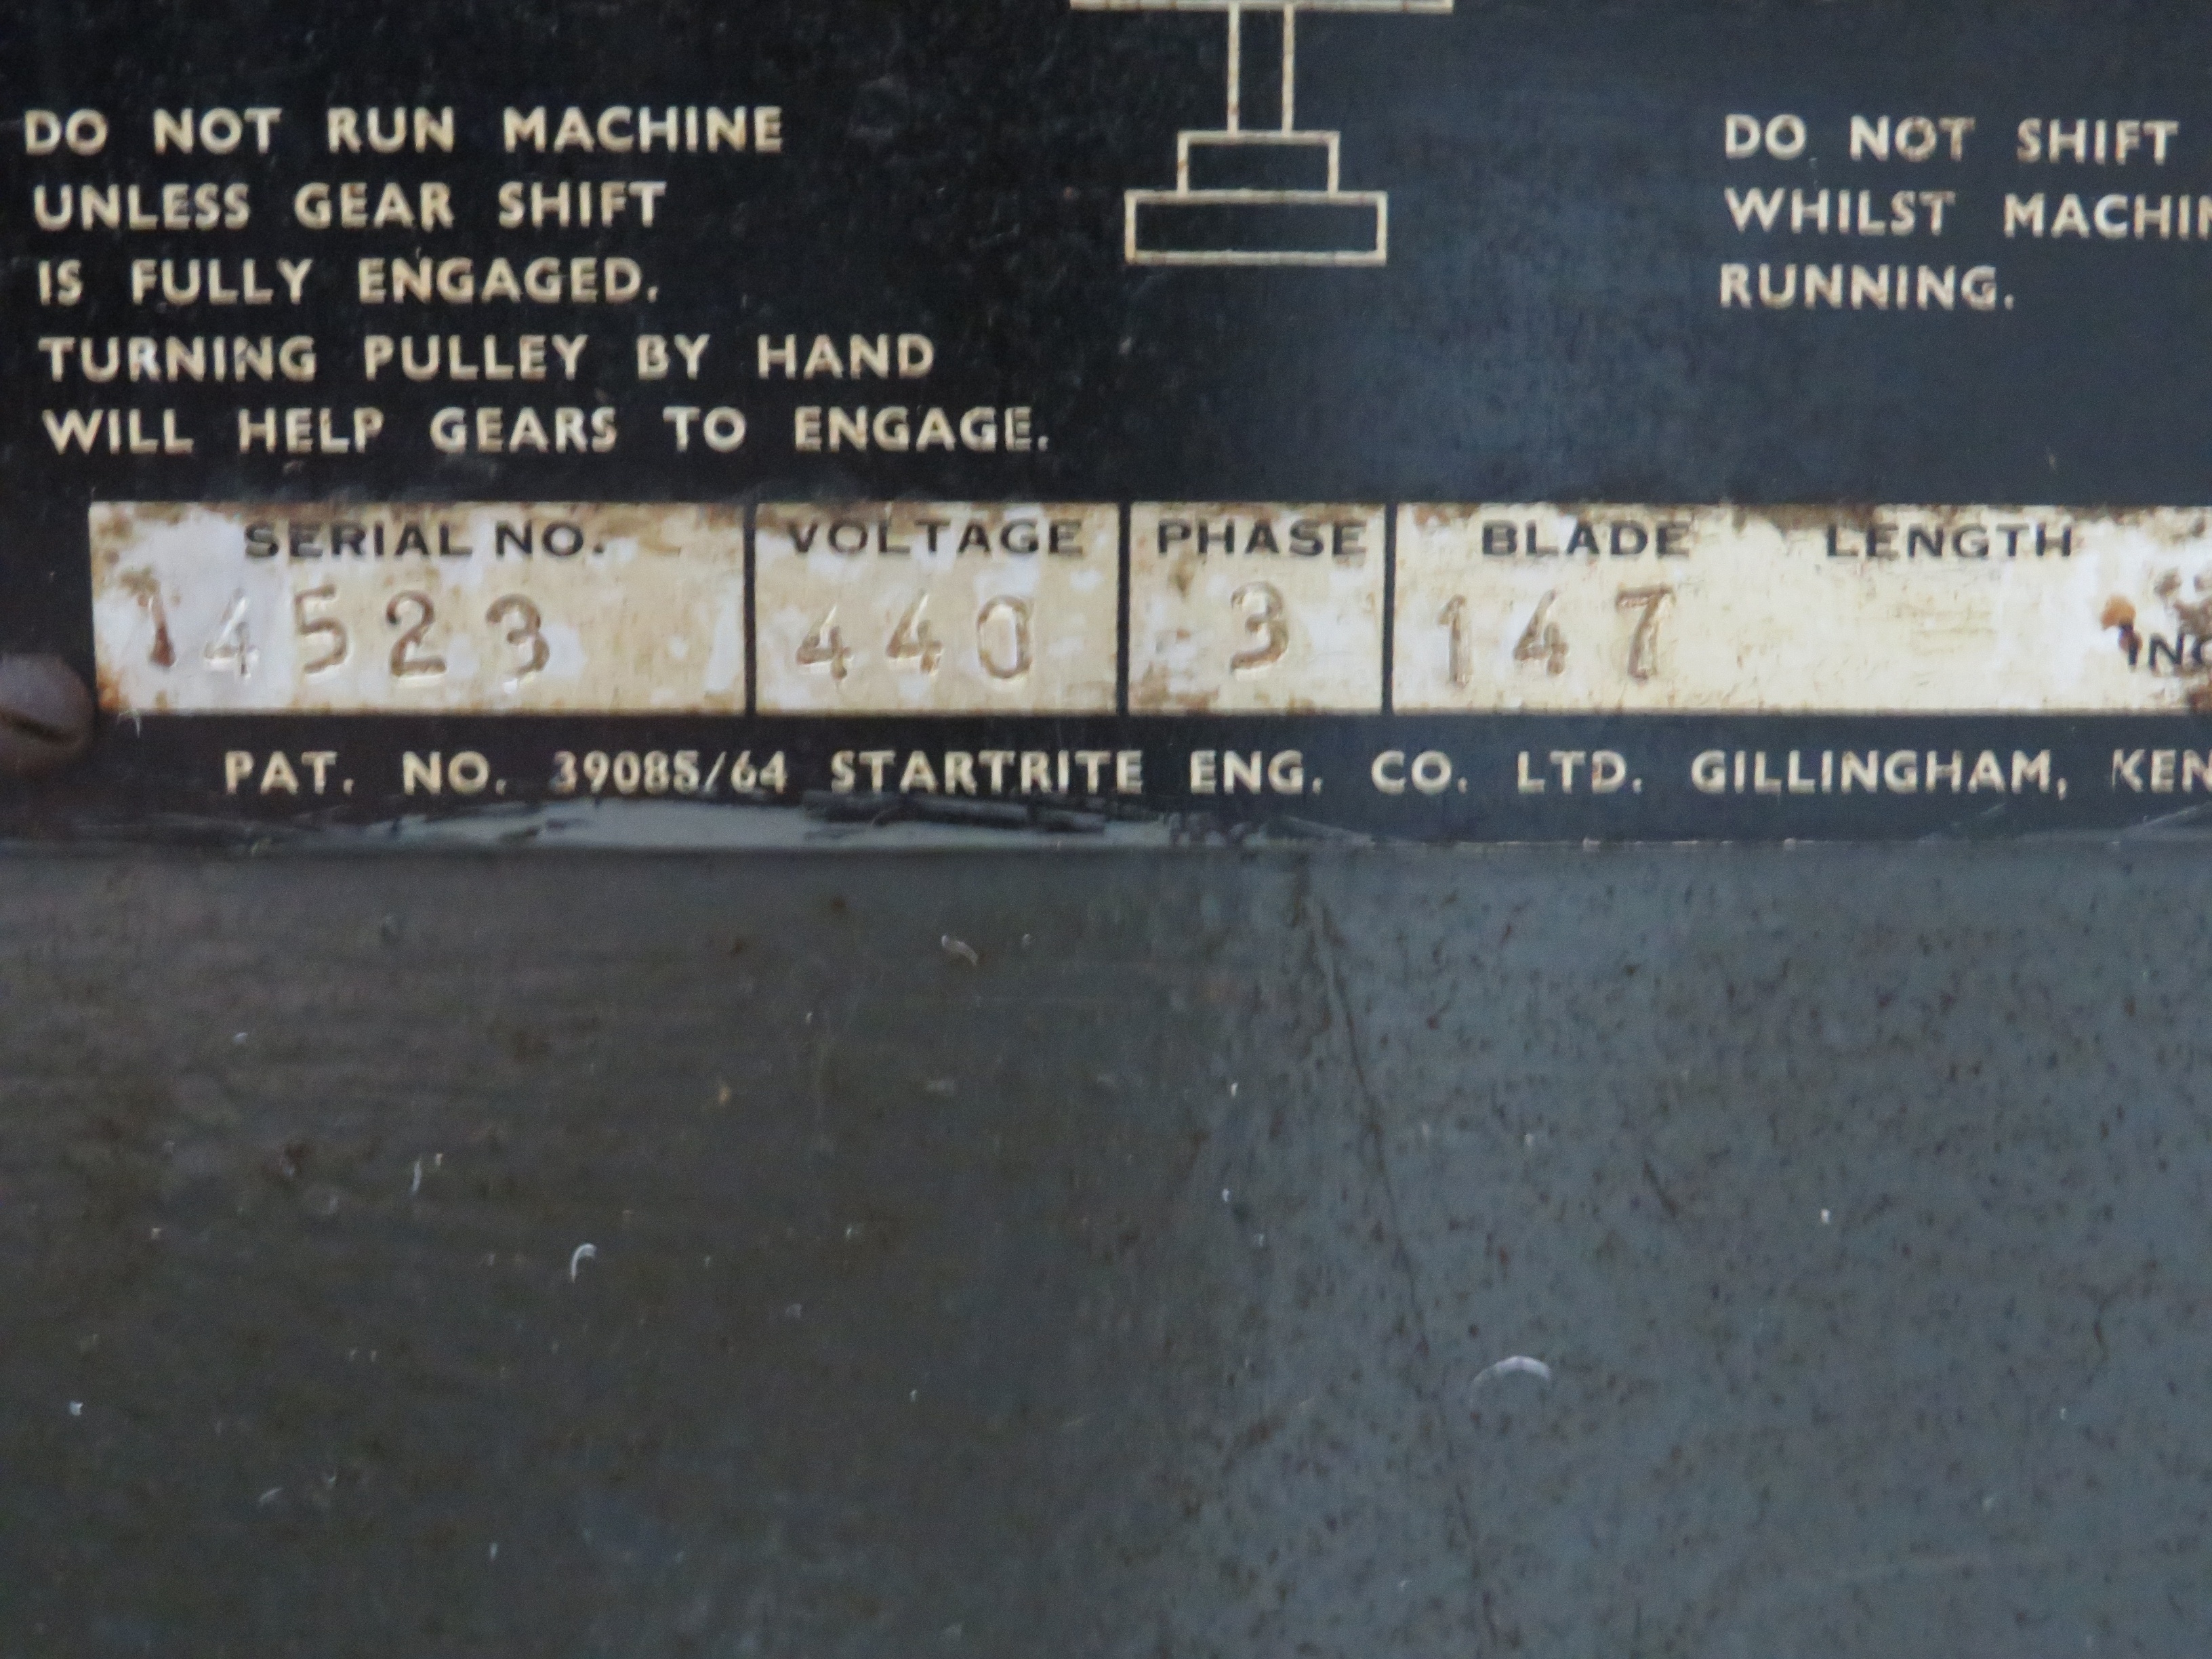 DO NOT RUN MACHINE
UNLESS GEAR SHIFT
IS FULLY ENGAGED.
TURNING PULLEY BY HAND
WILL HELP GEARS TO ENGAGE.
DO NOT SHIFT
WHILST MACHIN
RUNNING.
SERIAL NO. VOLTAGE PHASE BLADE LENGTH
14523 440 3 147 INC
PAT. NO. 39085/64 STARTRITE ENG. CO. LTD. GILLINGHAM, KEN